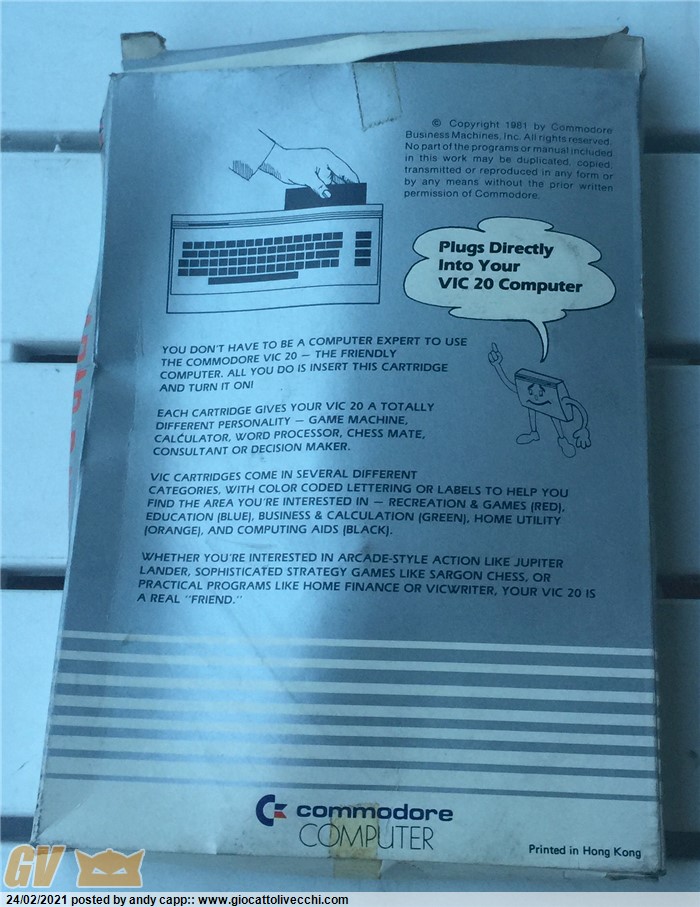 © Copyright 1981 by Commodore
Business Machines, Inc. All rights reserved.
No part of the programs or manual included
in this work may be duplicated, copied,
transmitted or reproduced in any form or
by any means without the prior written
permission of Commodore.
Plugs Directly
Into Your
VIC 20 Computer
YOU DON'T HAVE TO BE A COMPUTER EXPERT TO USE
THE COMMODORE VIC 20 — THE FRIENDLY
COMPUTER. ALL YOU DO IS INSERT THIS CARTRIDGE
AND TURN IT ON!
EACH CARTRIDGE GIVES YOUR VIC 20 A TOTALLY
DIFFERENT PERSONALITY — GAME MACHINE,
CALCULATOR, WORD PROCESSOR, CHESS MATE,
CONSULTANT OR DECISION MAKER.
VIC CARTRIDGES COME IN SEVERAL DIFFERENT
CATEGORIES, WITH COLOR CODED LETTERING OR LABELS TO HELP YOU
FIND THE AREA YOU'RE INTERESTED IN — RECREATION & GAMES (RED),
EDUCATION (BLUE), BUSINESS & CALCULATION (GREEN), HOME UTILITY
(ORANGE), AND COMPUTING AIDS (BLACK).
WHETHER YOU'RE INTERESTED IN ARCADE-STYLE ACTION LIKE JUPITER
LANDER, SOPHISTICATED STRATEGY GAMES LIKE SARGON CHESS, OR
PRACTICAL PROGRAMS LIKE HOME FINANCE OR VICWRITER, YOUR VIC 20 IS
A REAL "FRIEND."
commodore
COMPUTER
Printed in Hong Kong
GV
24/02/2021 posted by andy capp:: www.giocattolivecchi.com